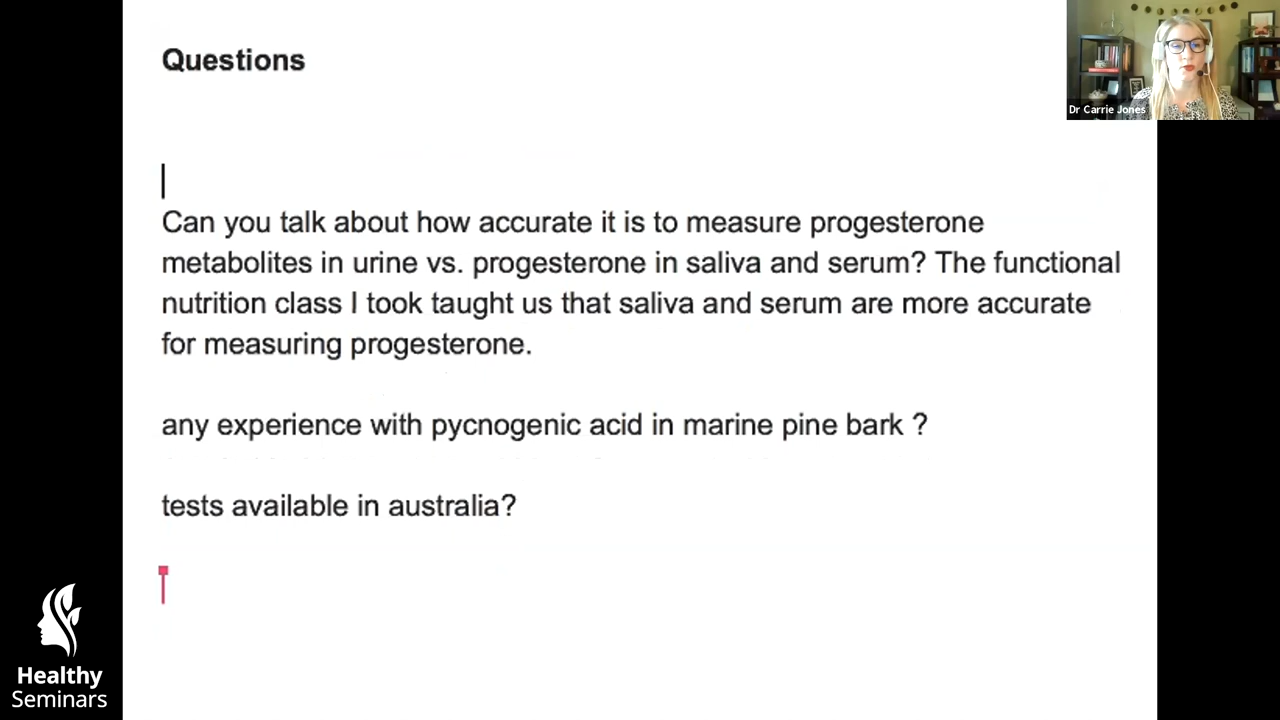 Questions
Dr Carrie Jones
Can you talk about how accurate it is to measure progesterone
metabolites in urine vs. progesterone in saliva and serum? The functional
nutrition class I took taught us that saliva and serum are more accurate
for measuring progesterone.
any experience with pycnogenic acid in marine pine bark ?
tests available in australia?
Healthy
Seminars